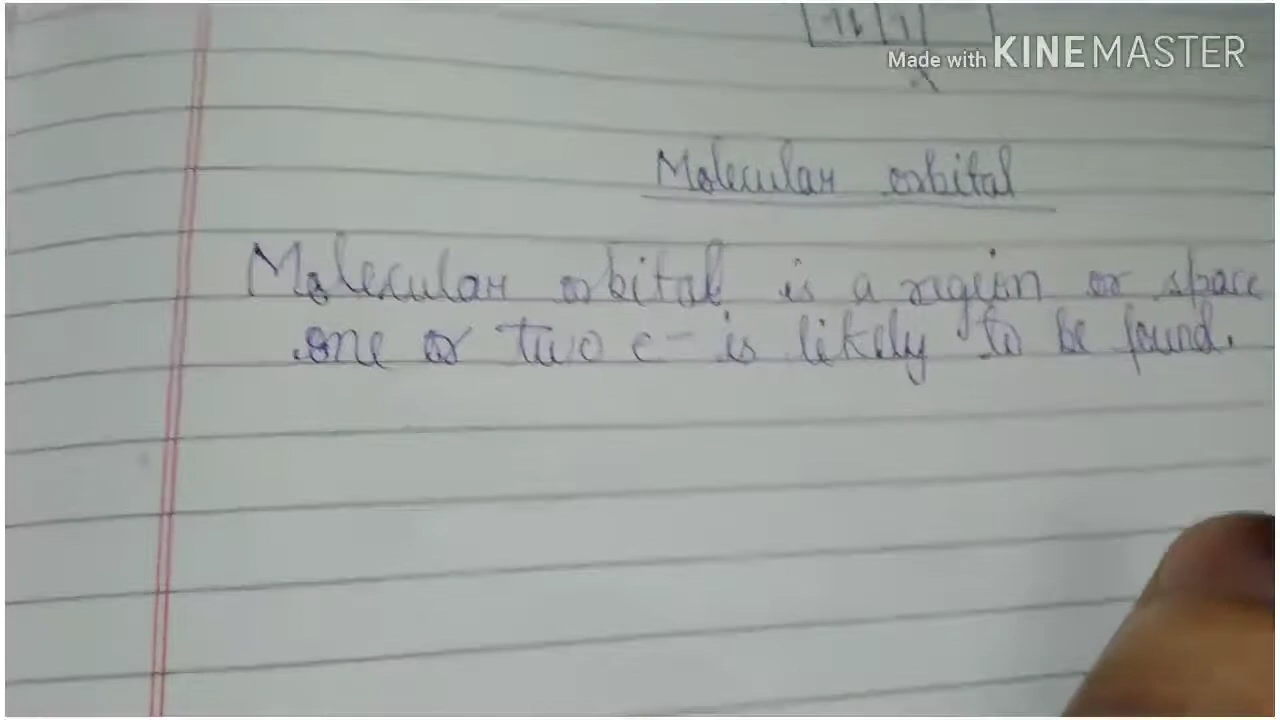 Made with KINEMASTER
Molecular orbital
Molecular orbital is a region or space
one or two e- is likely to be found.